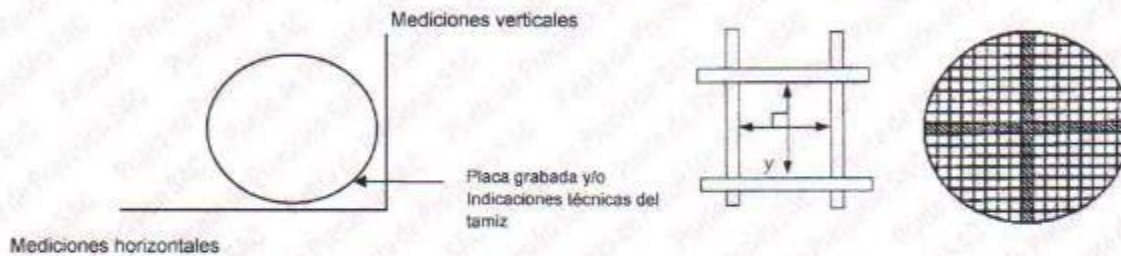 Mediciones verticales
Placa grabada y/o
Indicaciones técnicas del
tamiz
y
Mediciones horizontales